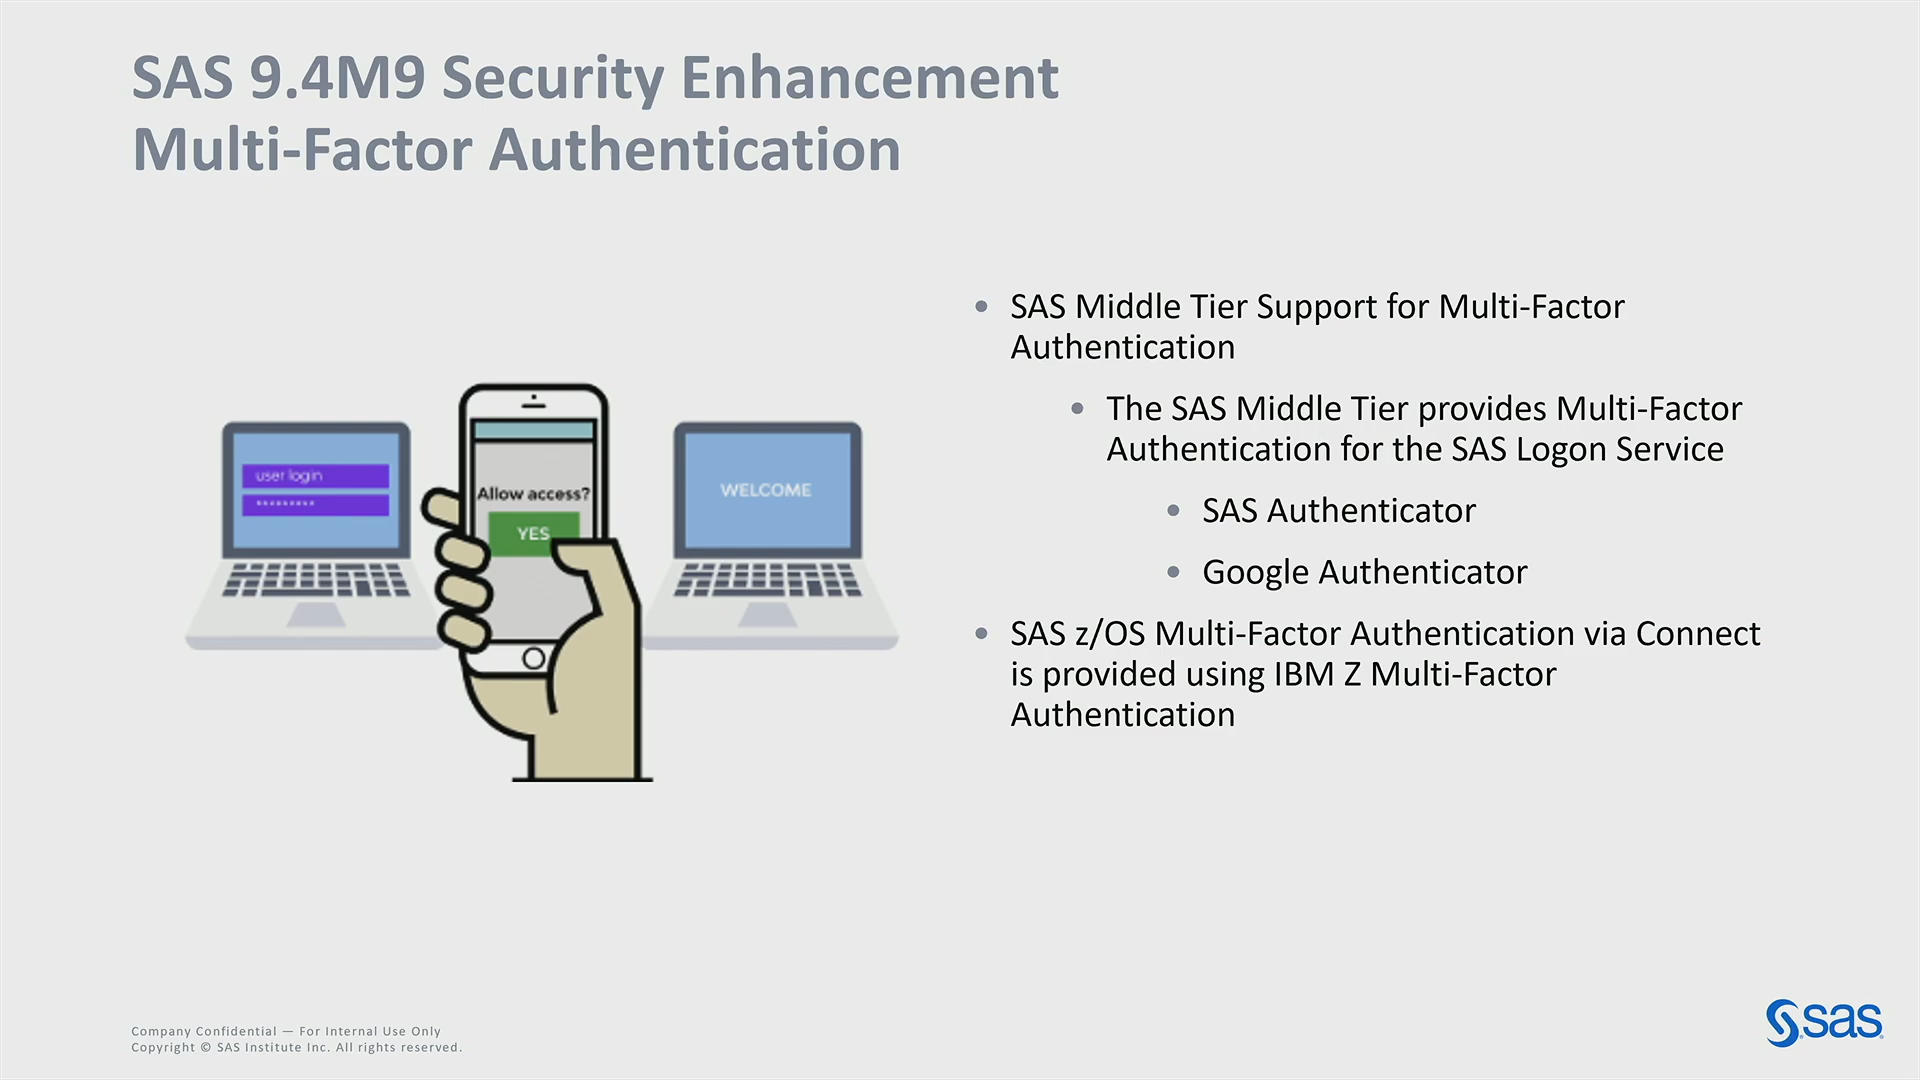 SAS 9.4M9 Security Enhancement
Multi-Factor Authentication
user login
*********
Allow access?
YES
WELCOME
• SAS Middle Tier Support for Multi-Factor
Authentication
• The SAS Middle Tier provides Multi-Factor
Authentication for the SAS Logon Service
• SAS Authenticator
• Google Authenticator
• SAS z/OS Multi-Factor Authentication via Connect
is provided using IBM Z Multi-Factor
Authentication
Company Confidential — For Internal Use Only
Copyright © SAS Institute Inc. All rights reserved.
sas